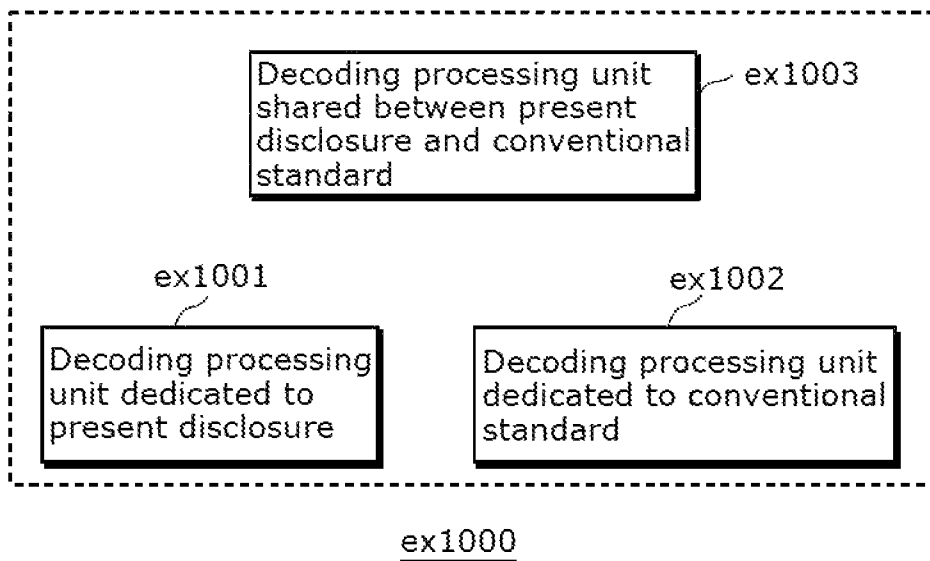 Decoding processing unit
shared between present
disclosure and conventional
standard
ex1003
ex1001
Decoding processing
unit dedicated to
present disclosure
ex1002
Decoding processing unit
dedicated to conventional
standard
ex1000